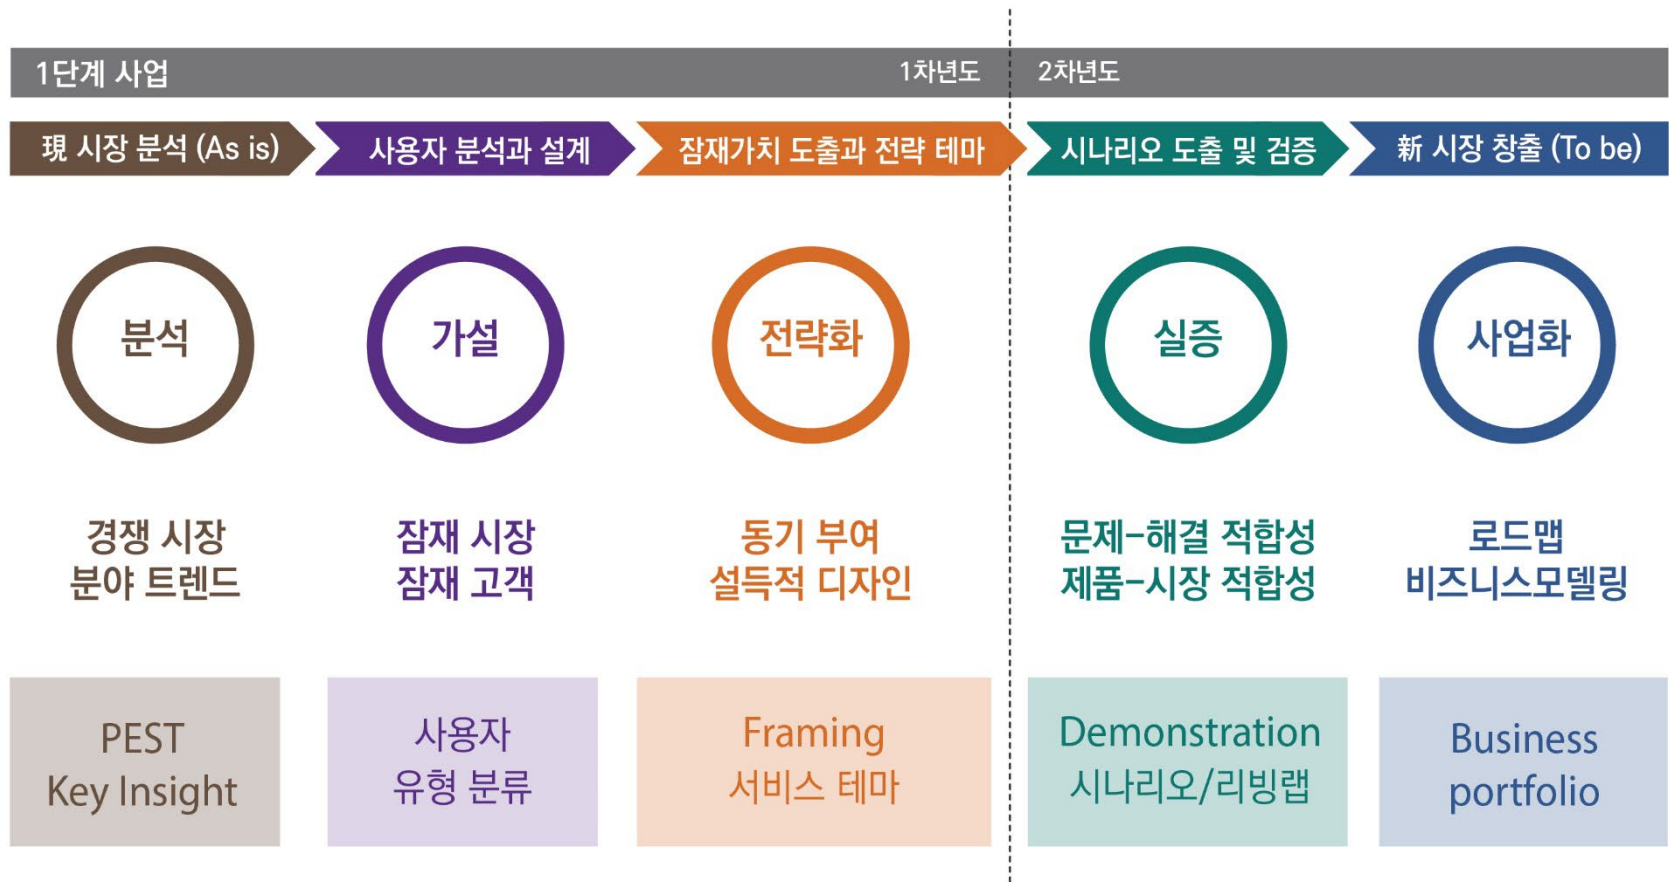 1단계 사업
1차년도
2차년도
現 시장 분석 (As is)
사용자 분석과 설계
잠재가치 도출과 전략 테마
시나리오 도출 및 검증
新 시장 창출 (To be)
분석
가설
전략화
실증
사업화
경쟁 시장
분야 트렌드
잠재 시장
잠재 고객
동기 부여
설득적 디자인
문제-해결 적합성
제품-시장 적합성
로드맵
비즈니스모델링
PEST
Key Insight
사용자
유형 분류
Framing
서비스 테마
Demonstration
시나리오/리빙랩
Business
portfolio